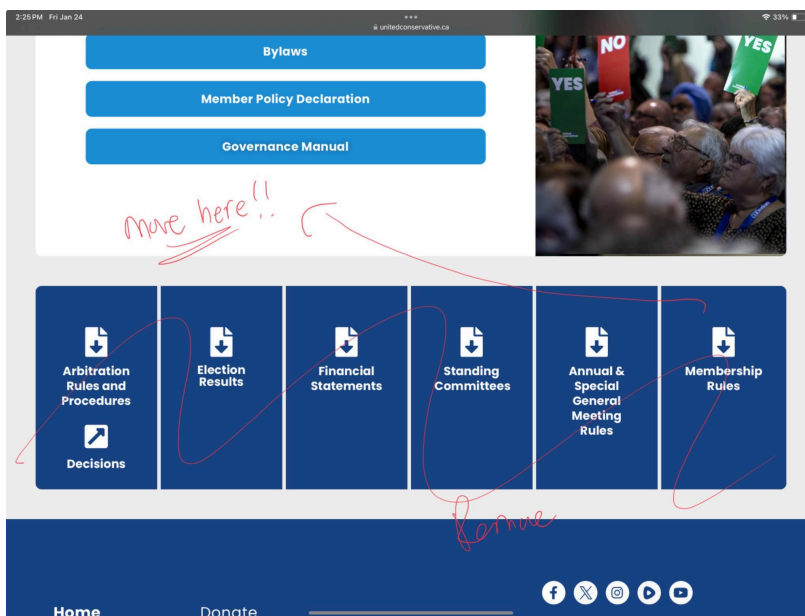 2:25 PM Fri Jan 24
unitedconservative.ca
33%
Bylaws
Member Policy Declaration
Governance Manual
NO
YES
YES
Move here!!
Arbitration
Rules and
Procedures
Decisions
Election
Results
Financial
Statements
Standing
Committees
Annual &
Special
General
Meeting
Rules
Membership
Rules
Remove
Home
Donate